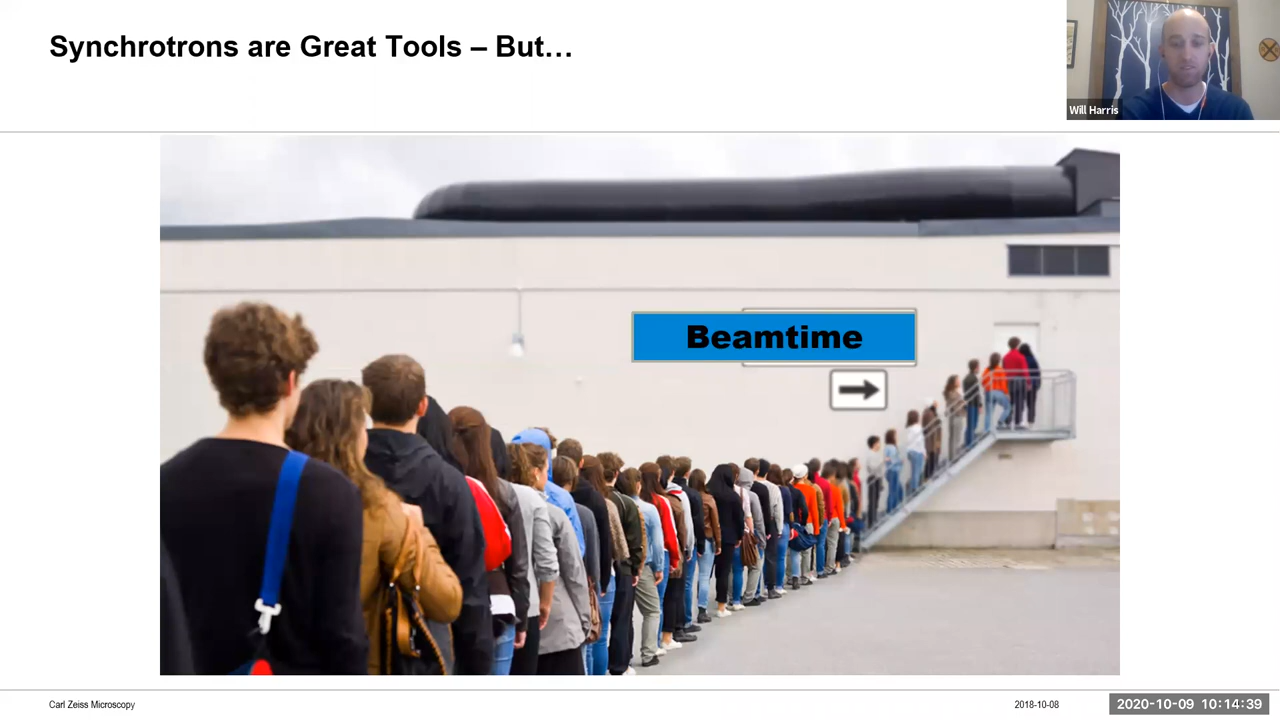 Synchrotrons are Great Tools – But…
Will Harris
Beamtime
Carl Zeiss Microscopy
2018-10-08
2020-10-09 10:14:39